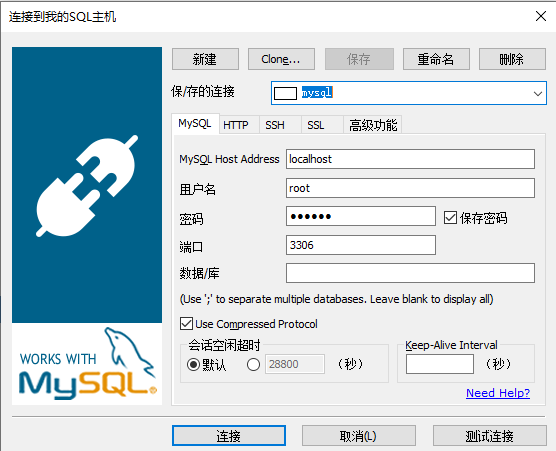 连接到我的SQL主机
新建 Clone... 保存 重命名 删除
保/存的连接 mysql
MySQL HTTP SSH SSL 高级功能
MySQL Host Address localhost
用户名 root
密码 ●●●●●● 保存密码
端口 3306
数据/库
(Use ';' to separate multiple databases. Leave blank to display all)
Use Compressed Protocol
会话空闲超时 Keep-Alive Interval
默认 28800 （秒） （秒）
Need Help?
WORKS WITH
MySQL®
连接 取消(L) 测试连接